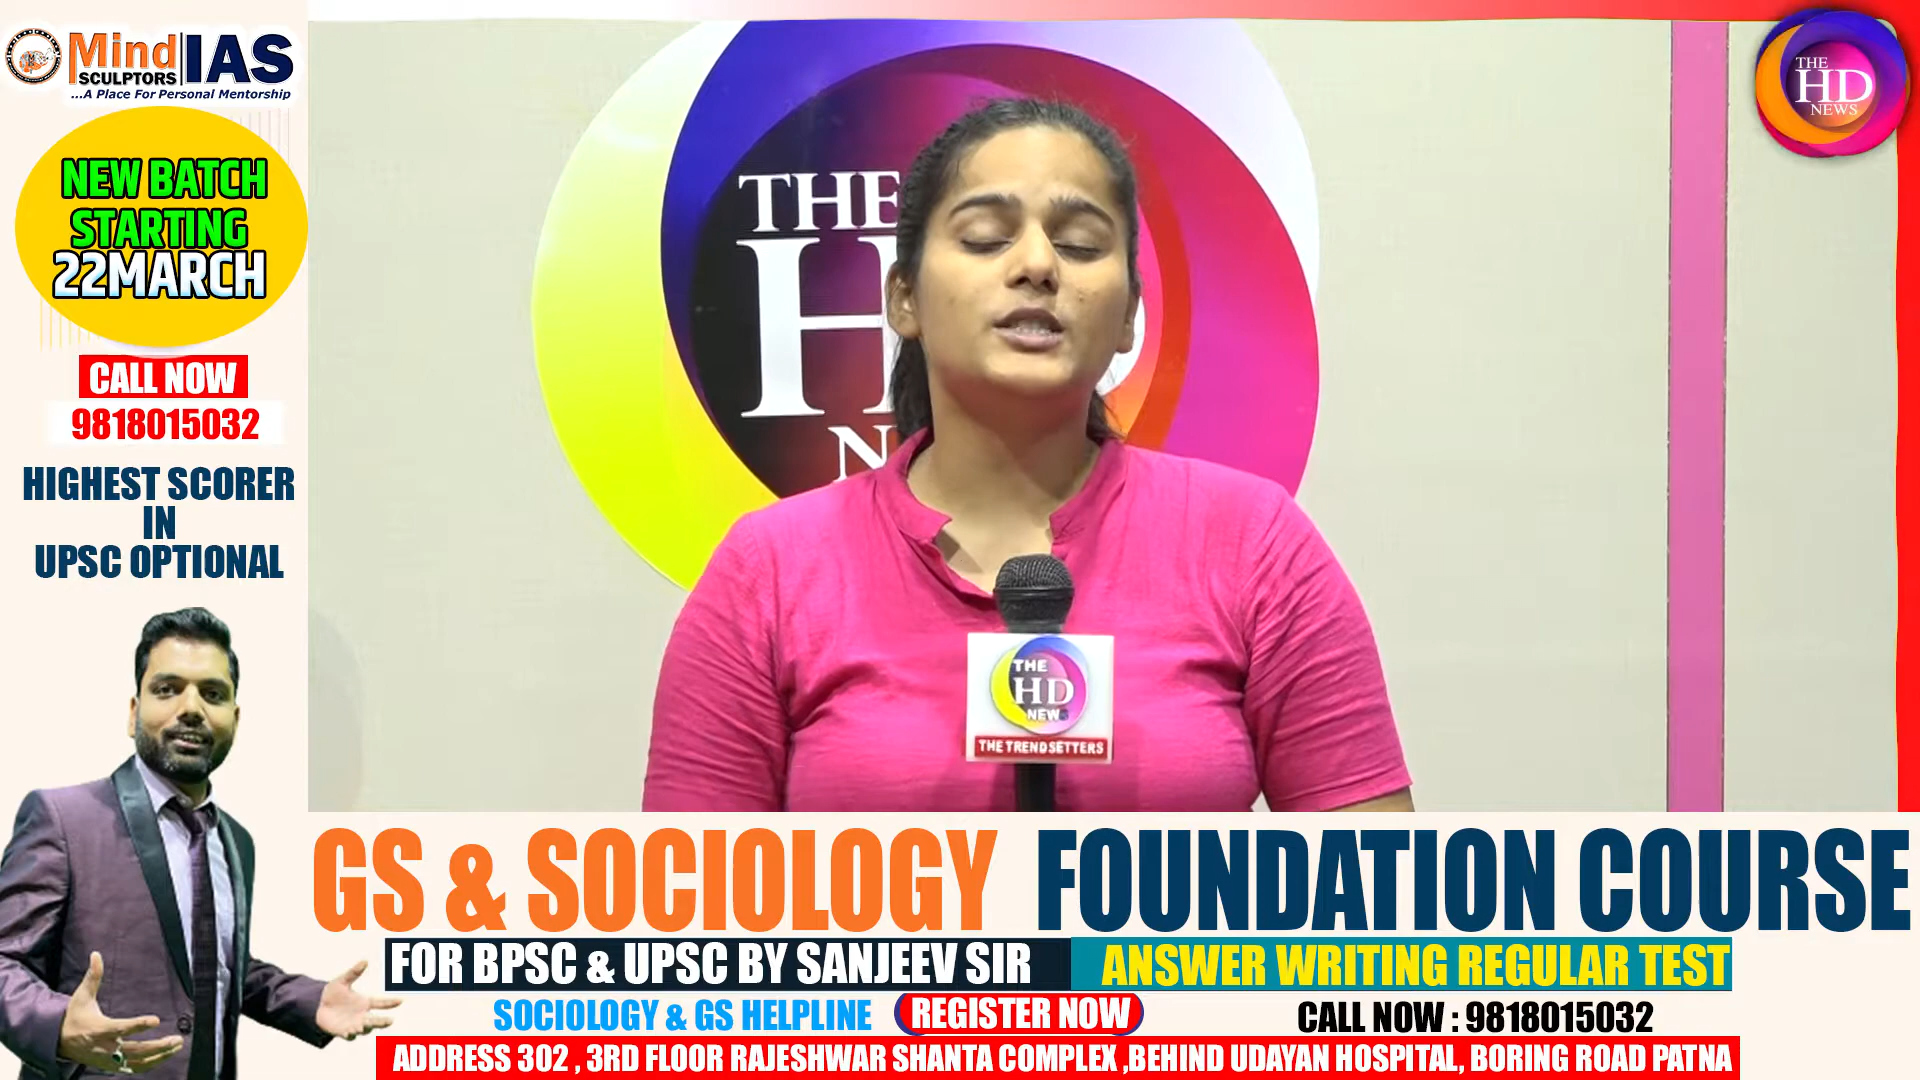 Mind IAS
SCULPTORS
...A Place For Personal Mentorship
NEW BATCH
STARTING
22MARCH
CALL NOW
9818015032
HIGHEST SCORER
IN
UPSC OPTIONAL
THE
HD
NEWS
THE
H
N
THE
HD
NEWS
THE TRENDSETTERS
GS & SOCIOLOGY FOUNDATION COURSE
FOR BPSC & UPSC BY SANJEEV SIR ANSWER WRITING REGULAR TEST
SOCIOLOGY & GS HELPLINE REGISTER NOW CALL NOW : 9818015032
ADDRESS 302 , 3RD FLOOR RAJESHWAR SHANTA COMPLEX ,BEHIND UDAYAN HOSPITAL, BORING ROAD PATNA